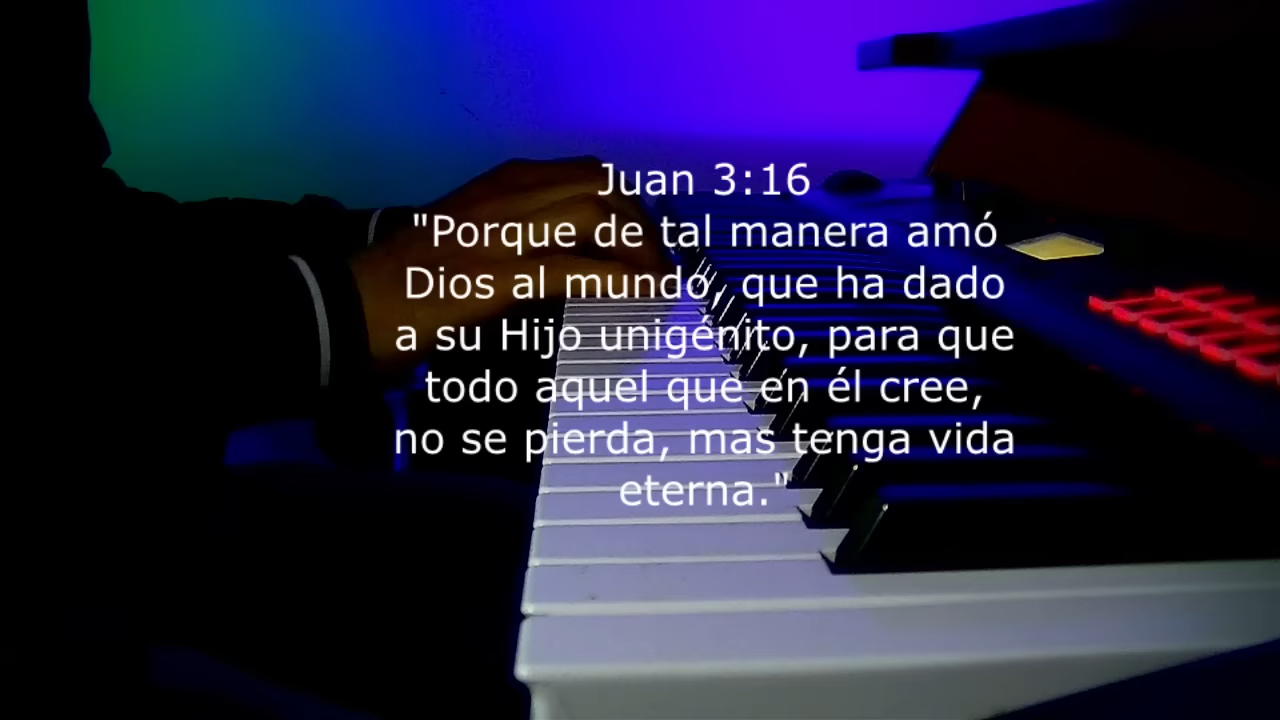 Juan 3:16
"Porque de tal manera amó
Dios al mundo, que ha dado
a su Hijo unigénito, para que
todo aquel que en él cree,
no se pierda, mas tenga vida
eterna."